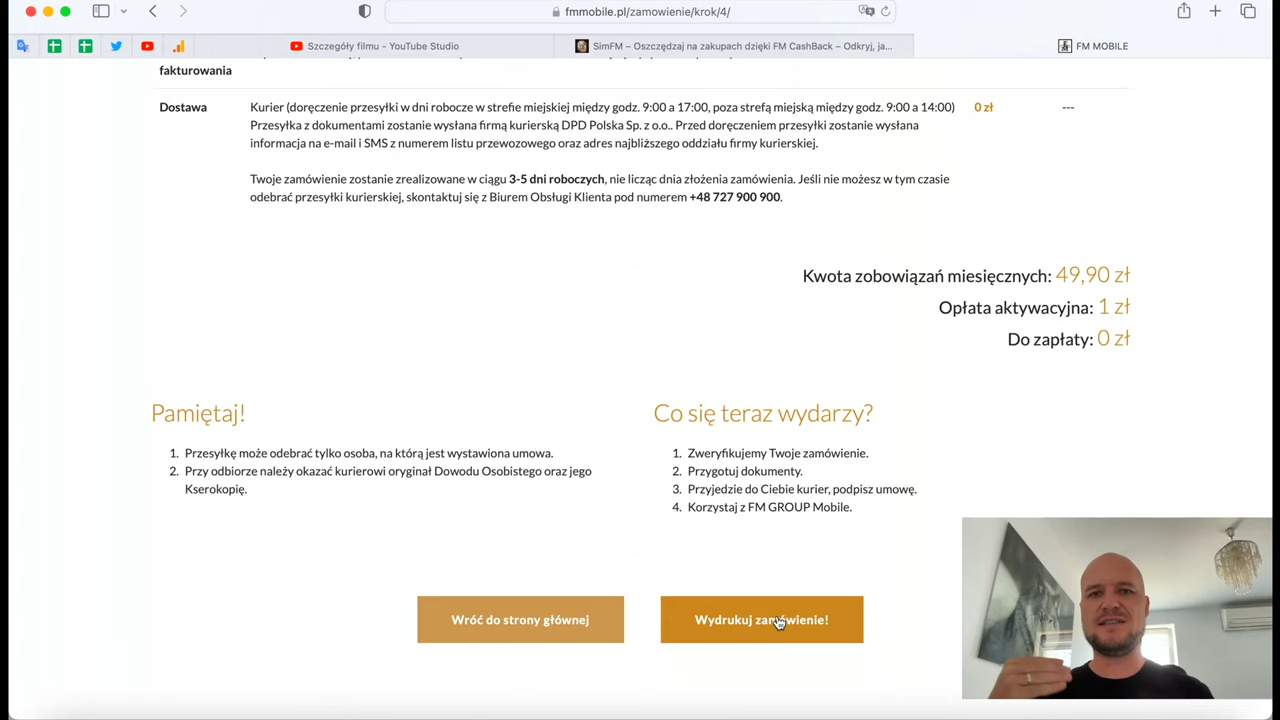 fmmobile.pl/zamowienie/krok/4/
Szczegóły filmu - YouTube Studio
SimFM – Oszczędzaj na zakupach dzięki FM CashBack – Odkryj, ja...
FM MOBILE
fakturowania
Dostawa
Kurier (doręczenie przesyłki w dni robocze w strefie miejskiej między godz. 9:00 a 17:00, poza strefą miejską między godz. 9:00 a 14:00)
0 zł
---
Przesyłka z dokumentami zostanie wysłana firmą kurierską DPD Polska Sp. z o.o.. Przed doręczeniem przesyłki zostanie wysłana
informacja na e-mail i SMS z numerem listu przewozowego oraz adres najbliższego oddziału firmy kurierskiej.
Twoje zamówienie zostanie zrealizowane w ciągu 3-5 dni roboczych, nie licząc dnia złożenia zamówienia. Jeśli nie możesz w tym czasie
odebrać przesyłki kurierskiej, skontaktuj się z Biurem Obsługi Klienta pod numerem +48 727 900 900.
Kwota zobowiązań miesięcznych: 49,90 zł
Opłata aktywacyjna: 1 zł
Do zapłaty: 0 zł
Pamiętaj!
1. Przesyłkę może odebrać tylko osoba, na którą jest wystawiona umowa.
2. Przy odbiorze należy okazać kurierowi oryginał Dowodu Osobistego oraz jego
Kserokopię.
Co się teraz wydarzy?
1. Zweryfikujemy Twoje zamówienie.
2. Przygotuj dokumenty.
3. Przyjedzie do Ciebie kurier, podpisz umowę.
4. Korzystaj z FM GROUP Mobile.
Wróć do strony głównej
Wydrukuj zamówienie!